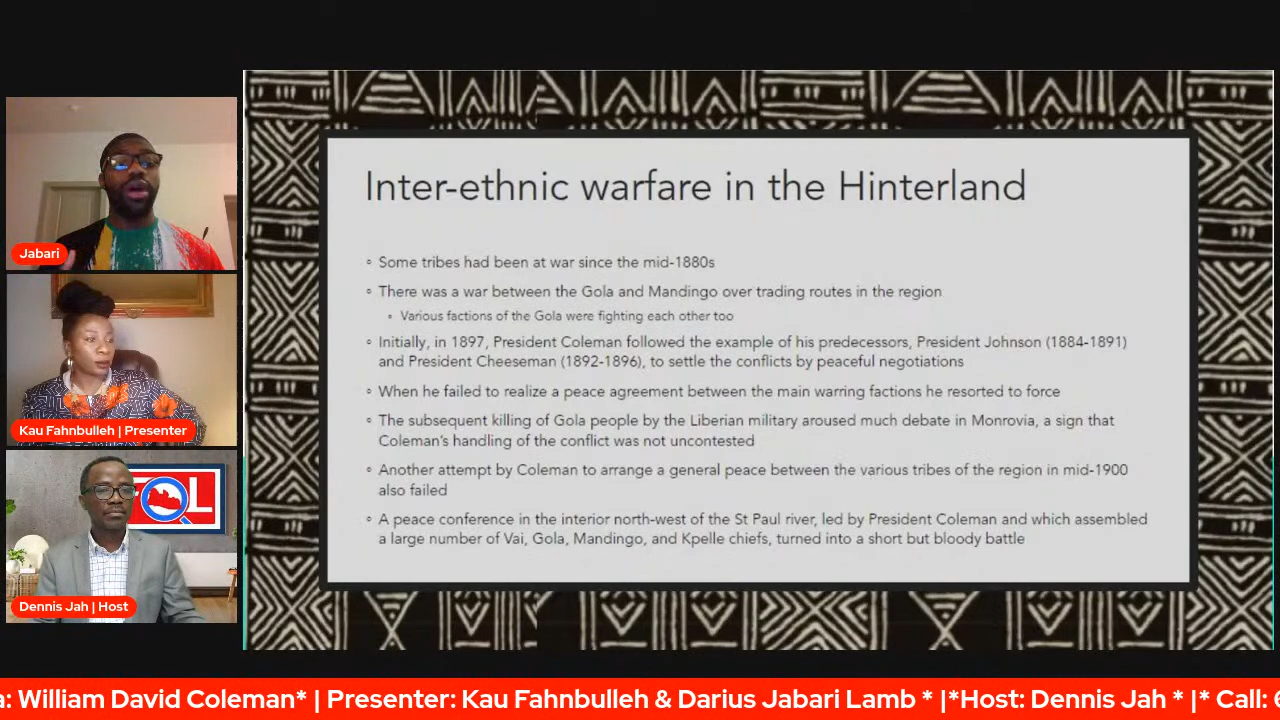 Jabari
Kau Fahnbulleh | Presenter
L
Dennis Jah | Host
Inter-ethnic warfare in the Hinterland
◦ Some tribes had been at war since the mid-1880s
◦ There was a war between the Gola and Mandingo over trading routes in the region
◦ Various factions of the Gola were fighting each other too
◦ Initially, in 1897, President Coleman followed the example of his predecessors, President Johnson (1884-1891)
and President Cheeseman (1892-1896), to settle the conflicts by peaceful negotiations
◦ When he failed to realize a peace agreement between the main warring factions he resorted to force
◦ The subsequent killing of Gola people by the Liberian military aroused much debate in Monrovia, a sign that
Coleman's handling of the conflict was not uncontested
◦ Another attempt by Coleman to arrange a general peace between the various tribes of the region in mid-1900
also failed
◦ A peace conference in the interior north-west of the St Paul river, led by President Coleman and which assembled
a large number of Vai, Gola, Mandingo, and Kpelle chiefs, turned into a short but bloody battle
a: William David Coleman* | Presenter: Kau Fahnbulleh & Darius Jabari Lamb * |*Host: Dennis Jah * |* Call: 6